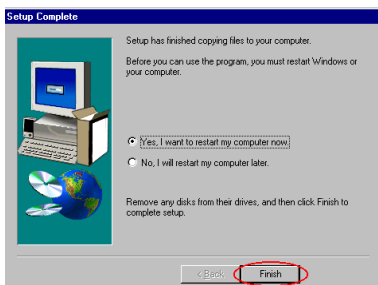 Setup Complete
Setup has finished copying files to your computer.
Before you can use the program, you must restart Windows or
your computer.
Yes, I want to restart my computer now.
No, I will restart my computer later.
Remove any disks from their drives, and then click Finish to
complete setup.
< Back
Finish